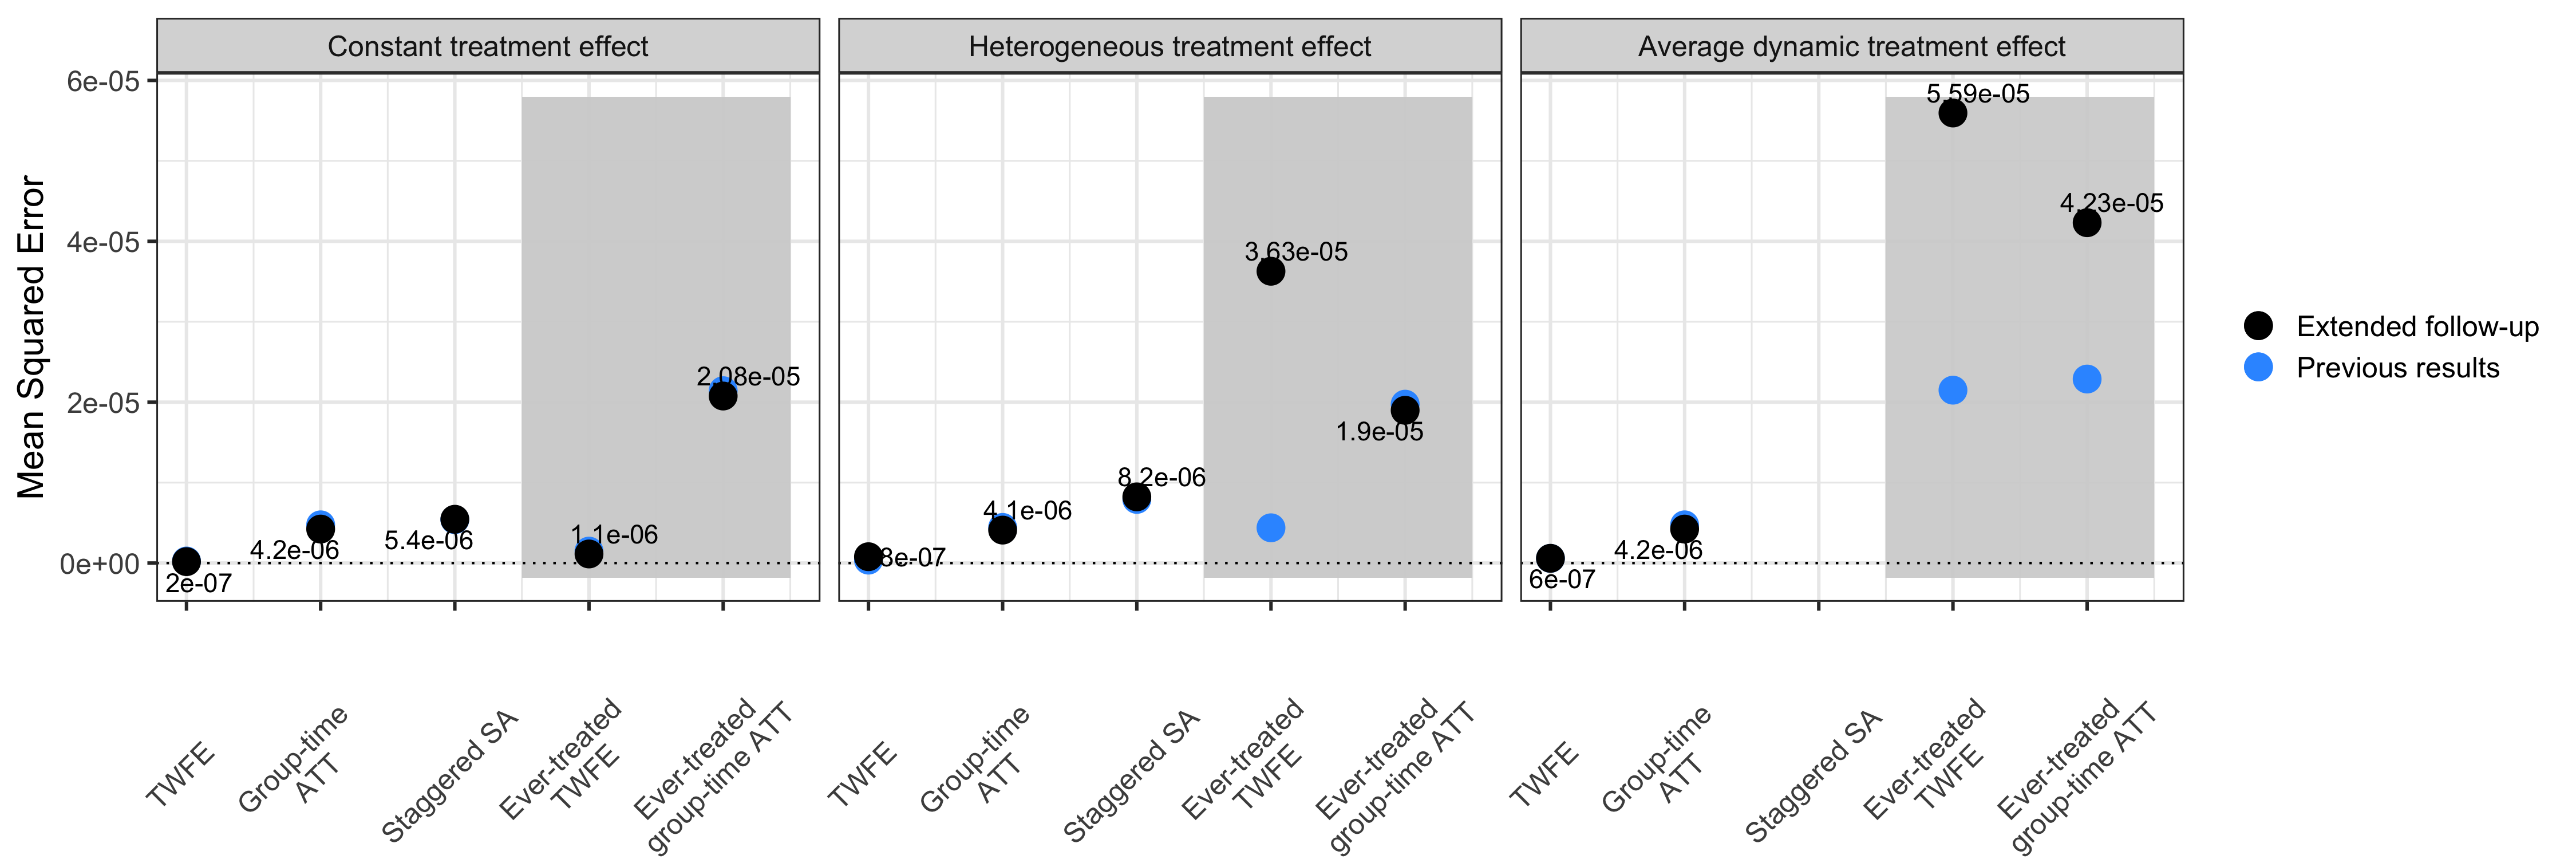 Constant treatment effect
Heterogeneous treatment effect
Average dynamic treatment effect
Mean Squared Error
6e-05
4e-05
2e-05
0e+00
2e-07
4.2e-06
5.4e-06
1.1e-06
2.08e-05
8e-07
4.1e-06
8.2e-06
3.63e-05
1.9e-05
6e-07
4.2e-06
5.59e-05
4.23e-05
TWFE
Group-time
ATT
Staggered SA
Ever-treated
TWFE
Ever-treated
group-time ATT
TWFE
Group-time
ATT
Staggered SA
Ever-treated
TWFE
Ever-treated
group-time ATT
TWFE
Group-time
ATT
Staggered SA
Ever-treated
TWFE
Ever-treated
group-time ATT
Extended follow-up
Previous results